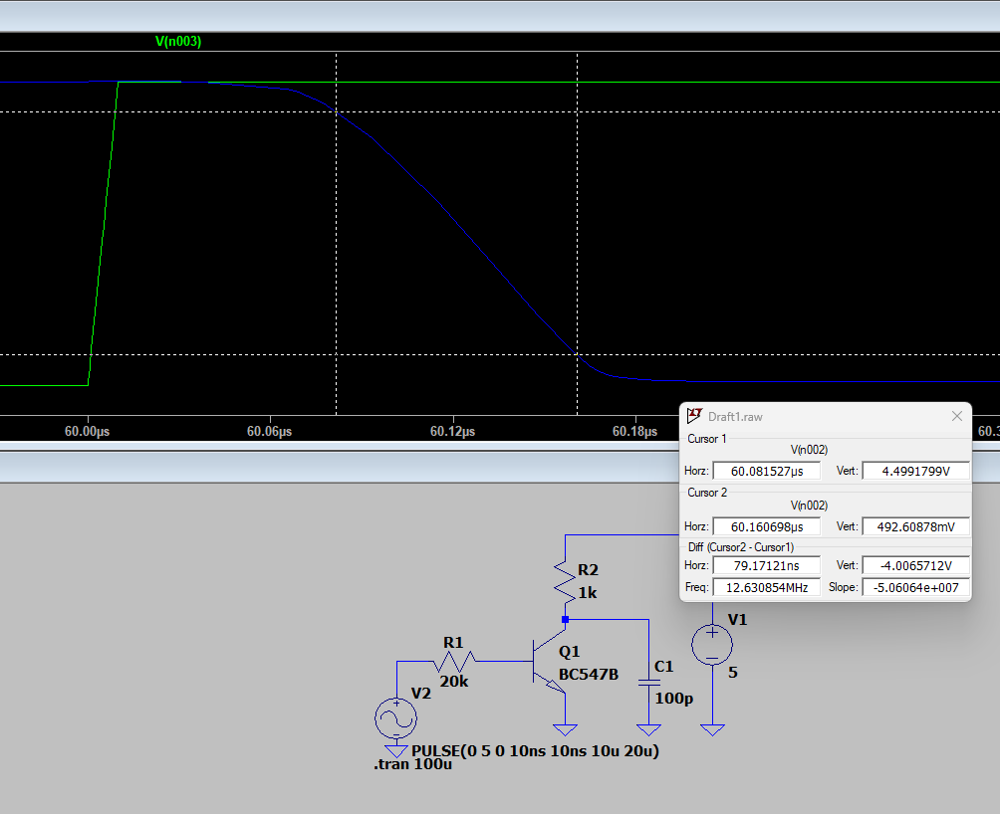 V(n003)
60.00µs
60.06µs
60.12µs
60.18µs
Draft1.raw
Cursor 1
V(n002)
Horz: 60.081527µs Vert: 4.4991799V
Cursor 2
V(n002)
Horz: 60.160698µs Vert: 492.60878mV
Diff (Cursor2 - Cursor1)
Horz: 79.17121ns Vert: -4.0065712V
Freq: 12.630854MHz Slope: -5.06064e+007
R2
1k
V1
5
R1
20k
Q1
BC547B
C1
100p
V2
PULSE(0 5 0 10ns 10ns 10u 20u)
.tran 100u